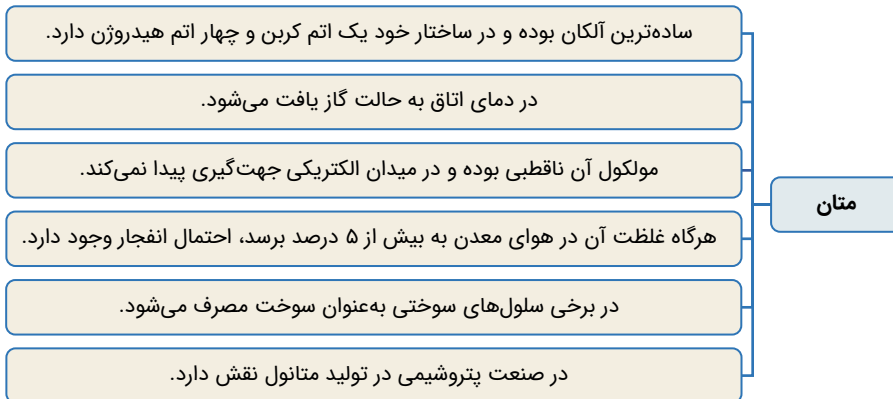 متان
ساده‌ترین آلکان بوده و در ساختار خود یک اتم کربن و چهار اتم هیدروژن دارد.
در دمای اتاق به حالت گاز یافت می‌شود.
مولکول آن ناقطبی بوده و در میدان الکتریکی جهت‌گیری پیدا نمی‌کند.
هرگاه غلظت آن در هوای معدن به بیش از ۵ درصد برسد، احتمال انفجار وجود دارد.
در برخی سلول‌های سوختی به‌عنوان سوخت مصرف می‌شود.
در صنعت پتروشیمی در تولید متانول نقش دارد.